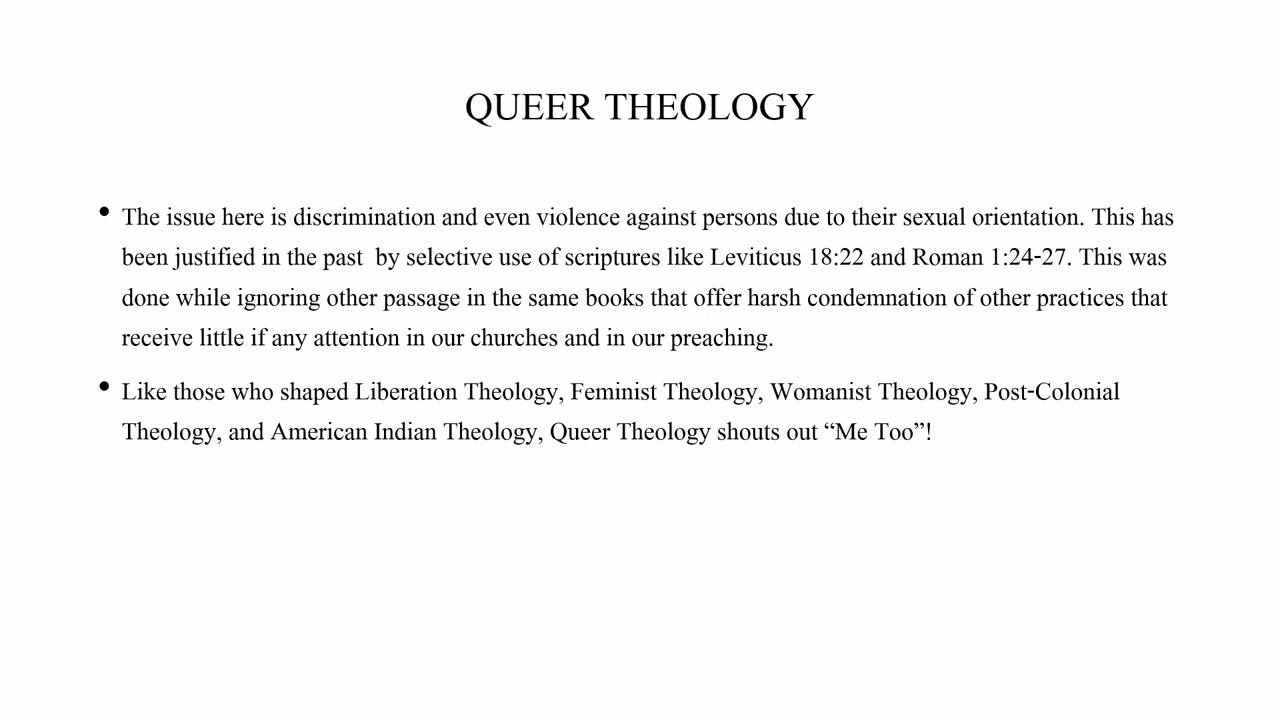 QUEER THEOLOGY
• The issue here is discrimination and even violence against persons due to their sexual orientation. This has
been justified in the past  by selective use of scriptures like Leviticus 18:22 and Roman 1:24-27. This was
done while ignoring other passage in the same books that offer harsh condemnation of other practices that
receive little if any attention in our churches and in our preaching.
• Like those who shaped Liberation Theology, Feminist Theology, Womanist Theology, Post-Colonial
Theology, and American Indian Theology, Queer Theology shouts out “Me Too”!